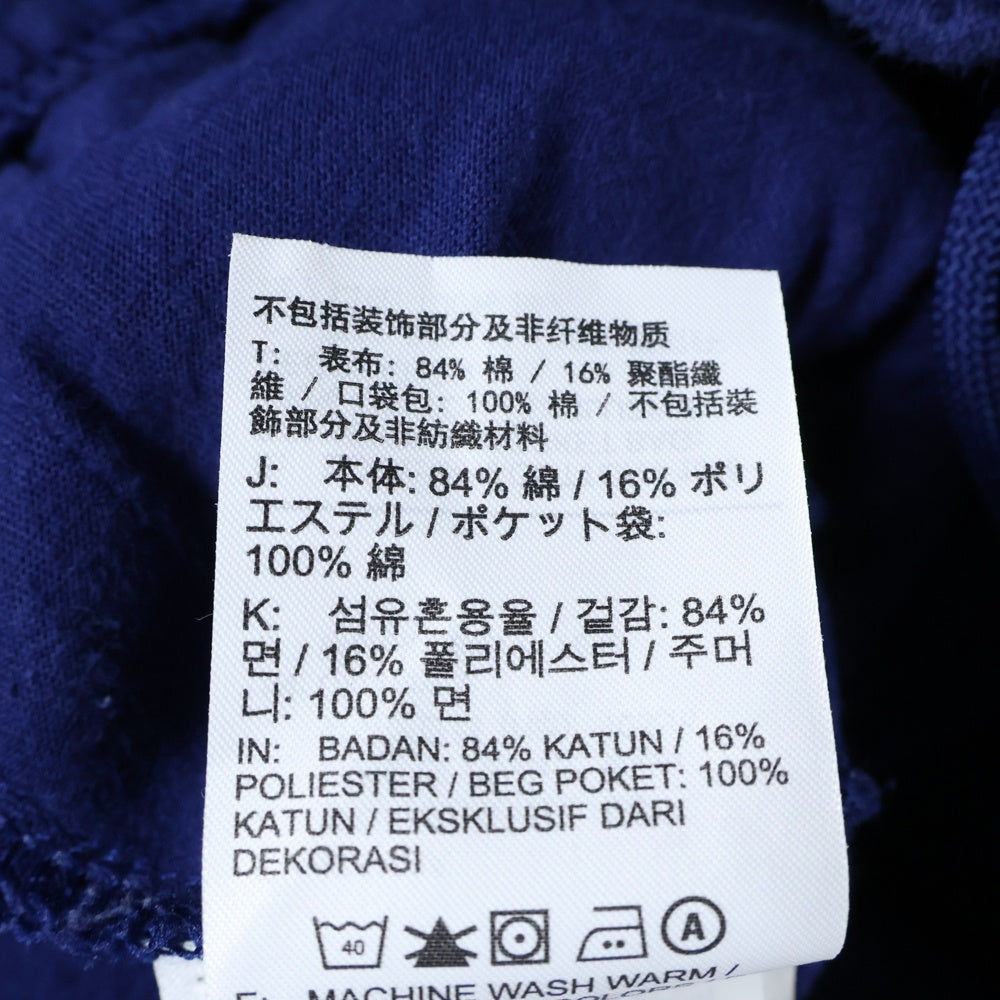 不包括装饰部分及非纤维物质
T: 表布: 84% 棉 / 16% 聚酯纖
維 / 口袋包: 100% 棉 / 不包括裝
飾部分及非紡織材料
J: 本体: 84% 綿 / 16% ポリ
エステル / ポケット袋:
100% 綿
K: 섬유혼용율 / 겉감: 84%
면 / 16% 폴리에스터 / 주머
니: 100% 면
IN: BADAN: 84% KATUN / 16%
POLIESTER / BEG POKET: 100%
KATUN / EKSKLUSIF DARI
DEKORASI
40 A
E: MACHINE WASH WARM /
COLORS